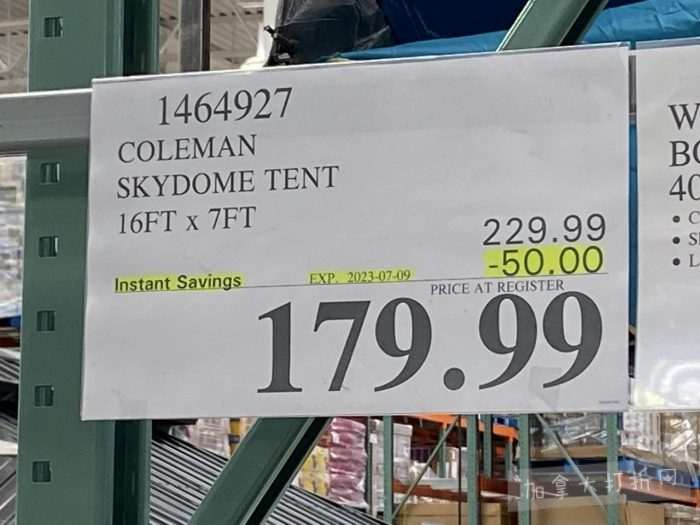 1464927
COLEMAN
SKYDOME TENT
16FT x 7FT
229.99
-50.00
Instant Savings EXP. 2023-07-09
PRICE AT REGISTER
179.99
W
BO
40
• C
• S
• L
加拿大打折网